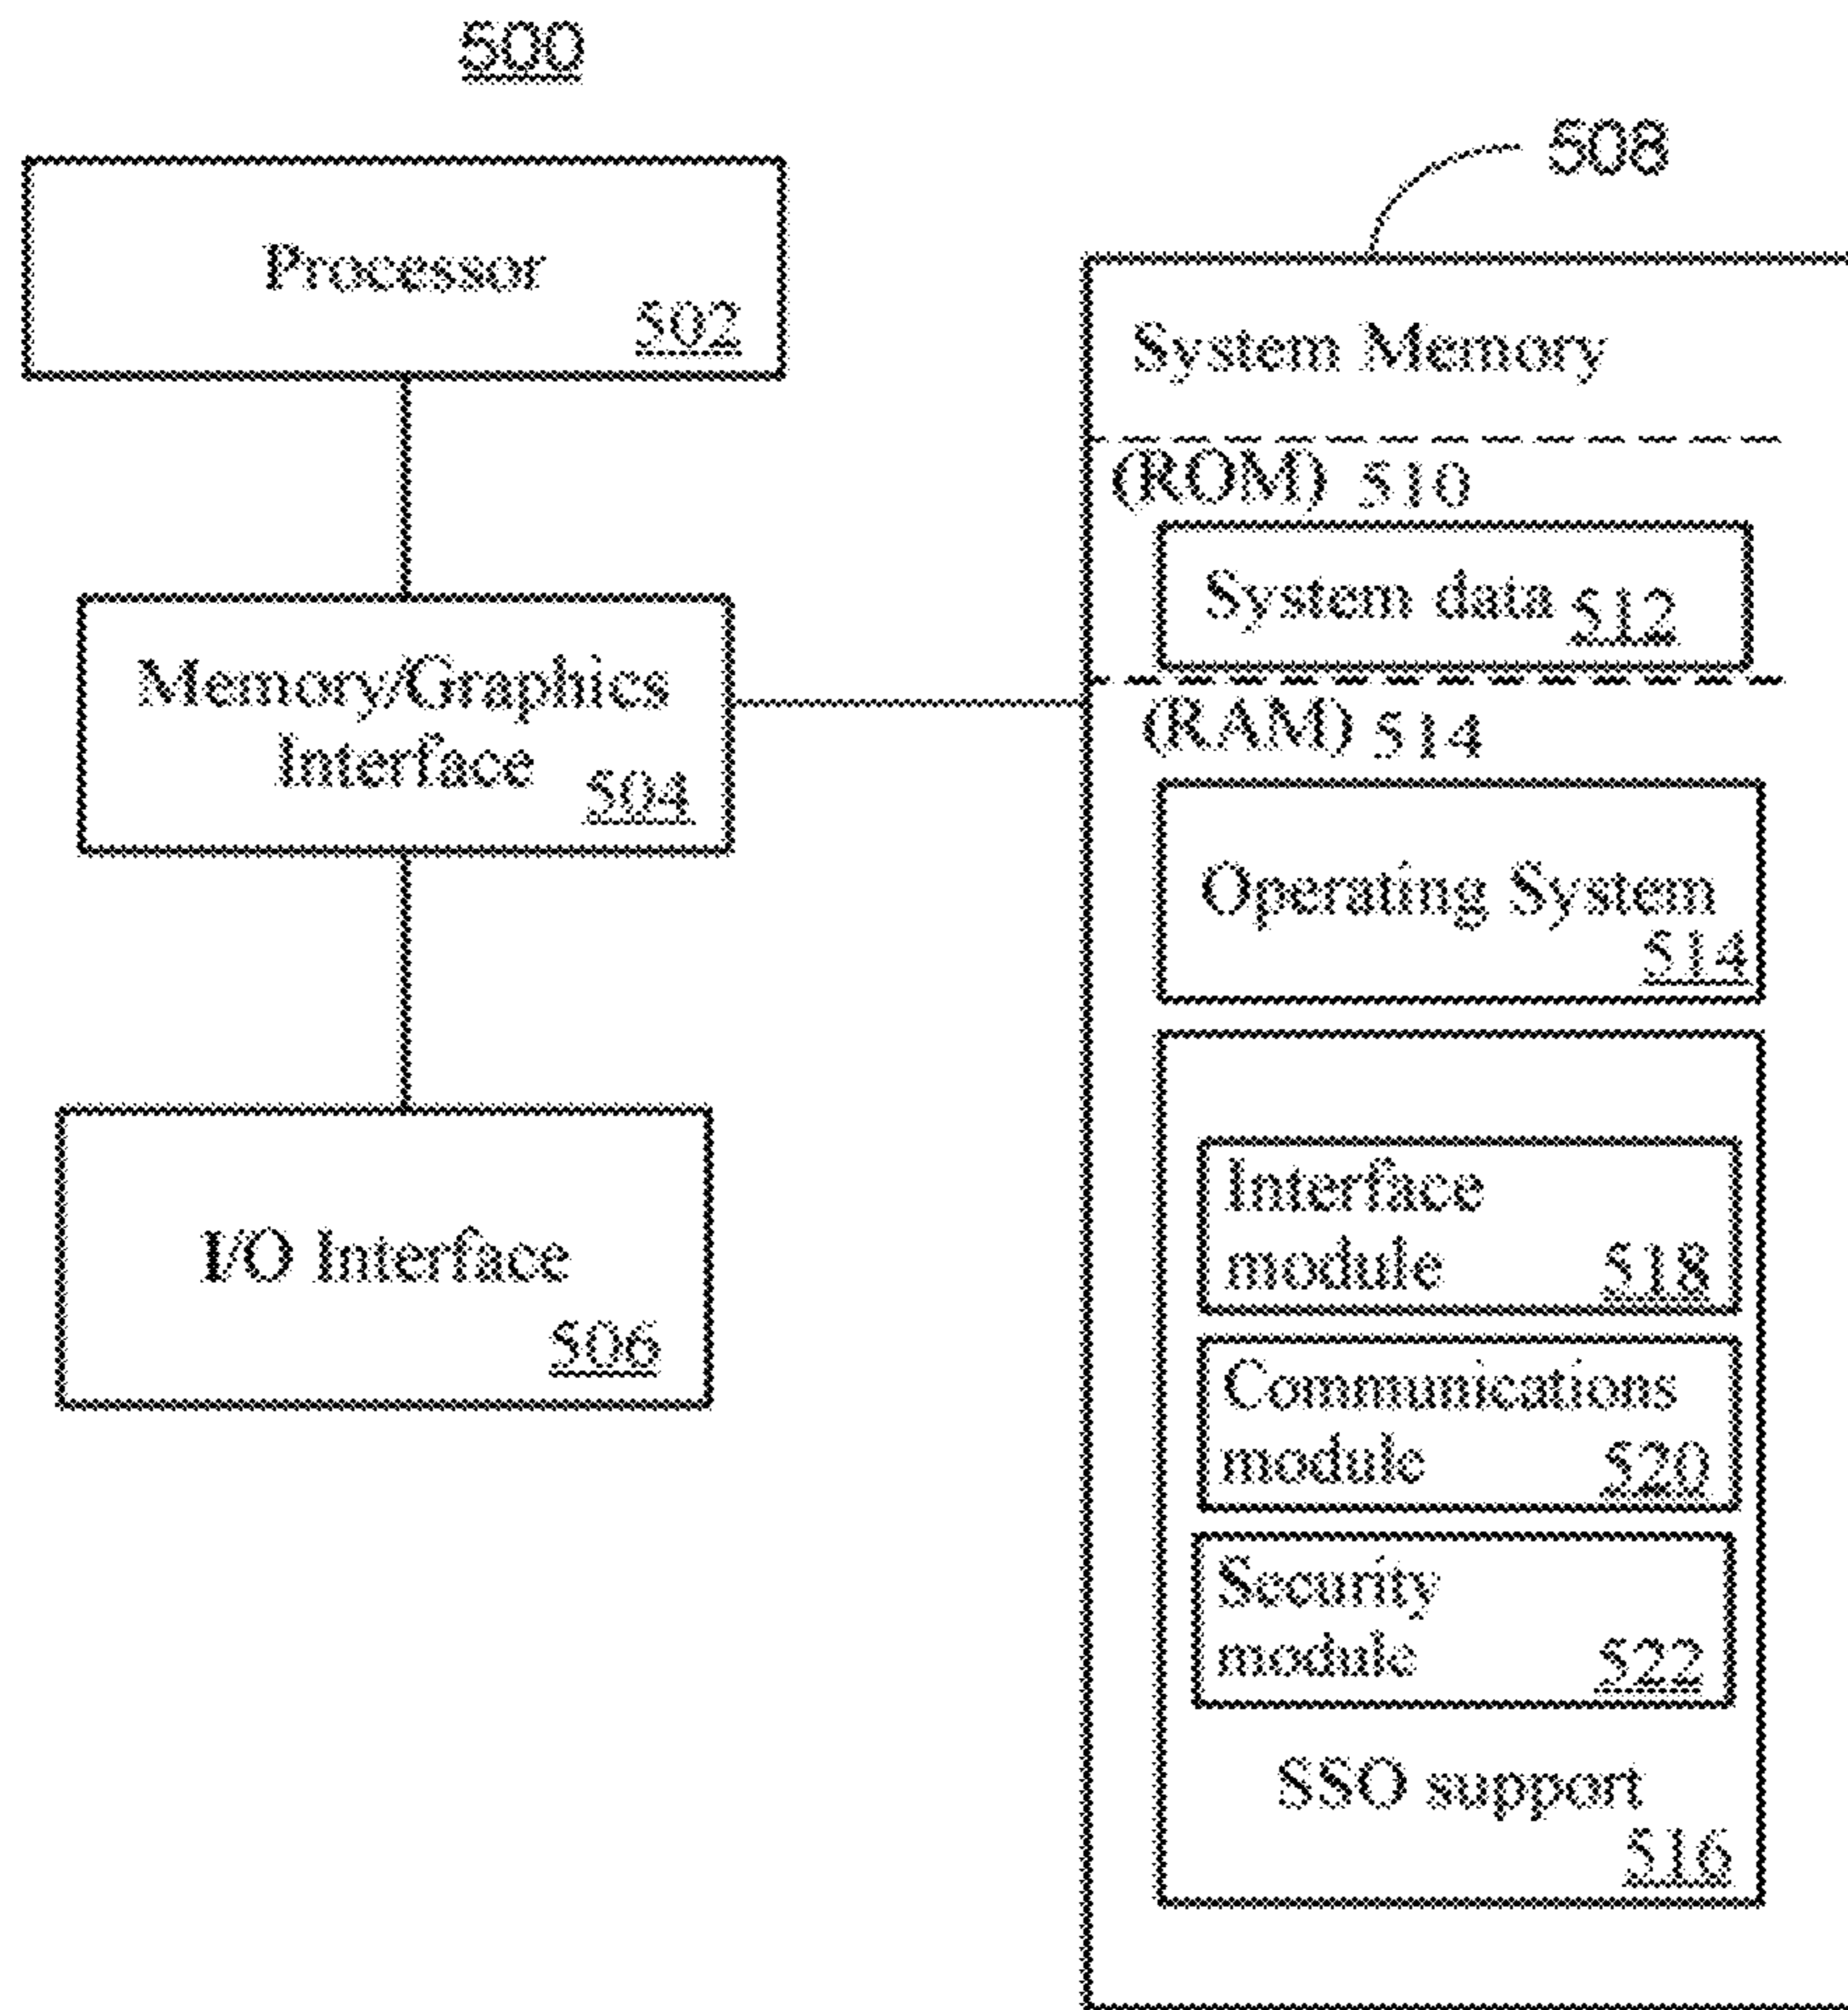 500
Processor
502
Memory/Graphics
Interface
504
I/O Interface
506
508
System Memory
(ROM) 510
System data 512
(RAM) 514
Operating System
514
Interface
module 518
Communications
module 520
Security
module 522
SSO support
516